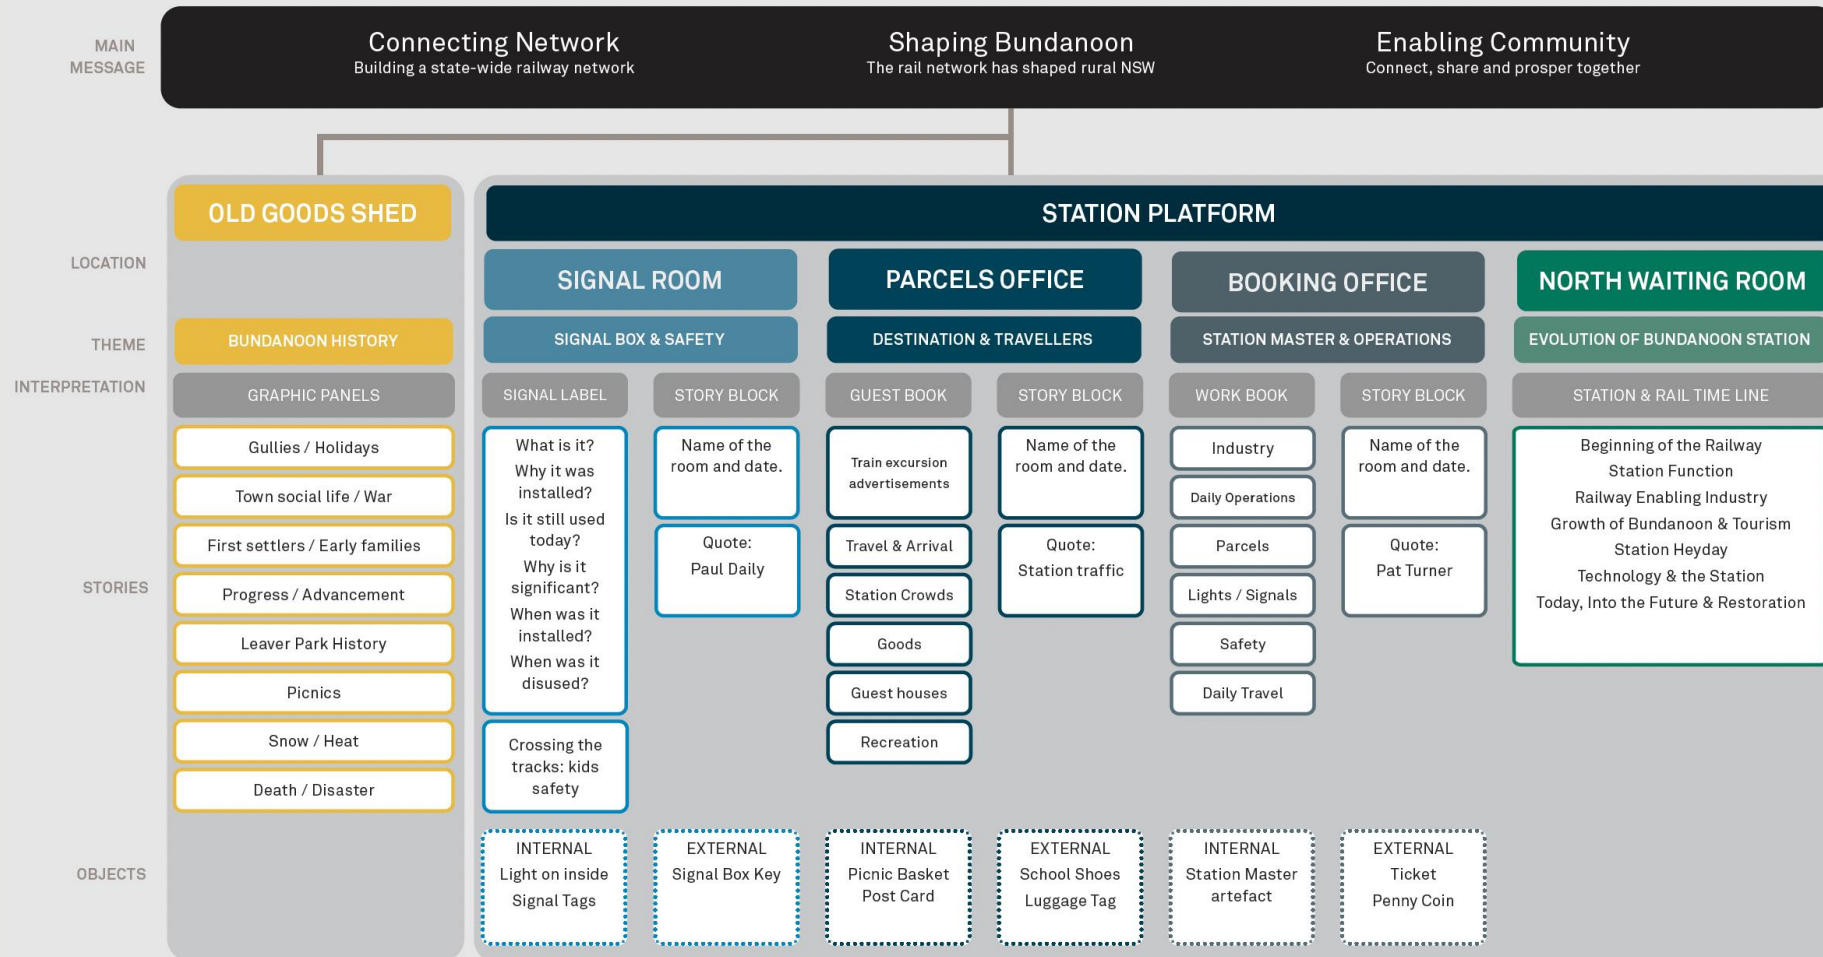 MAIN
MESSAGE
Connecting Network
Building a state-wide railway network
Shaping Bundanoon
The rail network has shaped rural NSW
Enabling Community
Connect, share and prosper together
OLD GOODS SHED
STATION PLATFORM
LOCATION
SIGNAL ROOM
PARCELS OFFICE
BOOKING OFFICE
NORTH WAITING ROOM
THEME
BUNDANOON HISTORY
SIGNAL BOX & SAFETY
DESTINATION & TRAVELLERS
STATION MASTER & OPERATIONS
EVOLUTION OF BUNDANOON STATION
INTERPRETATION
GRAPHIC PANELS
SIGNAL LABEL
STORY BLOCK
GUEST BOOK
STORY BLOCK
WORK BOOK
STORY BLOCK
STATION & RAIL TIME LINE
STORIES
Gullies / Holidays
Town social life / War
First settlers / Early families
Progress / Advancement
Leaver Park History
Picnics
Snow / Heat
Death / Disaster
What is it?
Why it was
installed?
Is it still used
today?
Why is it
significant?
When was it
installed?
When was it
disused?
Crossing the
tracks: kids
safety
Name of the
room and date.
Quote:
Paul Daily
Train excursion
advertisements
Travel & Arrival
Station Crowds
Goods
Guest houses
Recreation
Name of the
room and date.
Quote:
Station traffic
Industry
Daily Operations
Parcels
Lights / Signals
Safety
Daily Travel
Name of the
room and date.
Quote:
Pat Turner
Beginning of the Railway
Station Function
Railway Enabling Industry
Growth of Bundanoon & Tourism
Station Heyday
Technology & the Station
Today, Into the Future & Restoration
OBJECTS
INTERNAL
Light on inside
Signal Tags
EXTERNAL
Signal Box Key
INTERNAL
Picnic Basket
Post Card
EXTERNAL
School Shoes
Luggage Tag
INTERNAL
Station Master
artefact
EXTERNAL
Ticket
Penny Coin